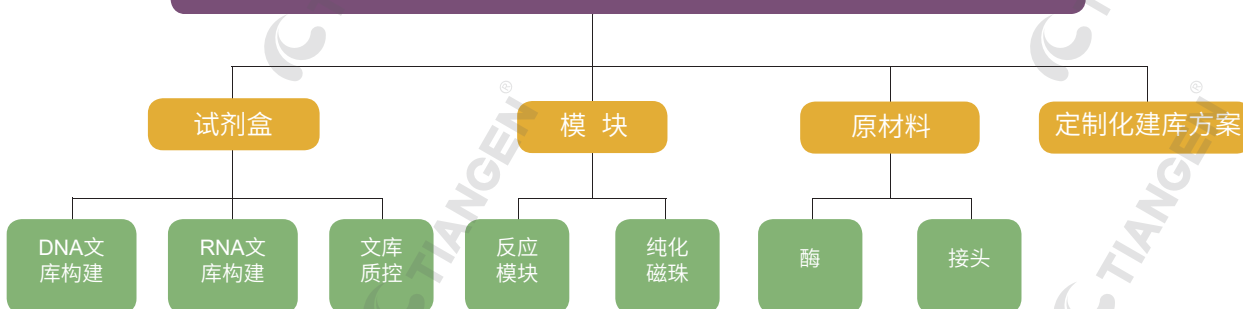 试剂盒
模 块
原材料
定制化建库方案
DNA文
库构建
RNA文
库构建
文库
质控
反应
模块
纯化
磁珠
酶
接头
TIANGEN®
TIANGEN®